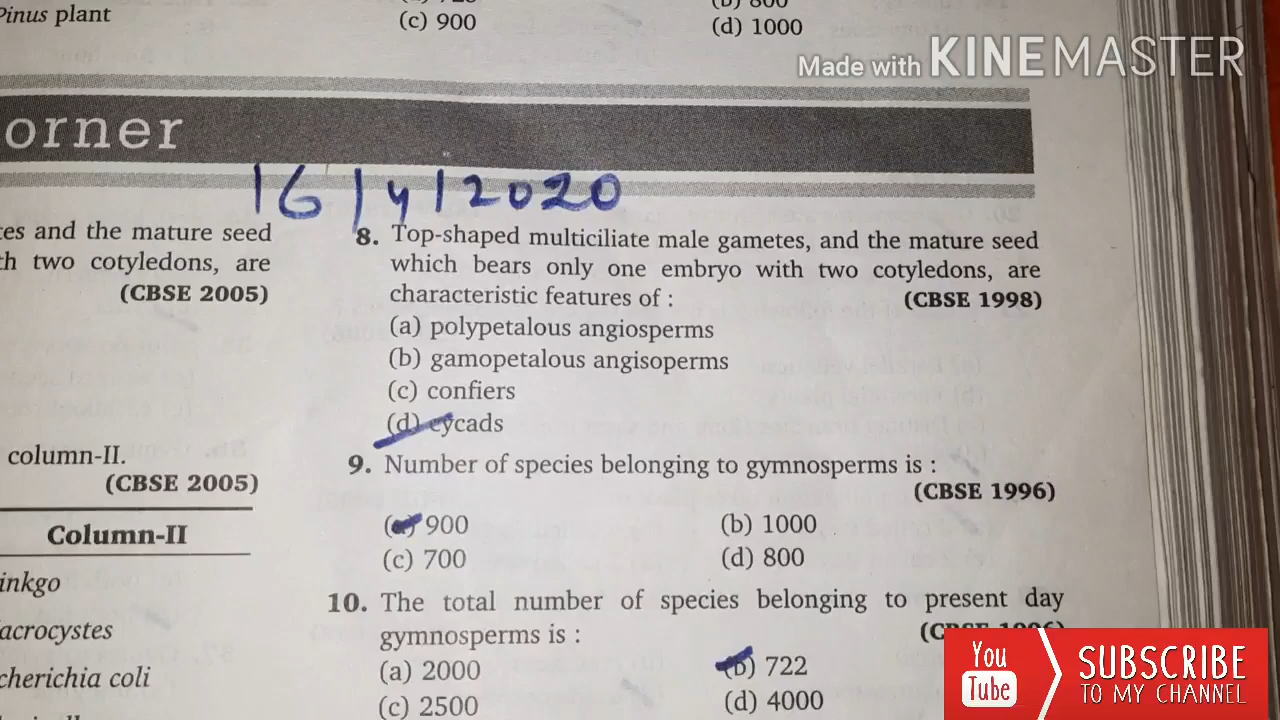 Pinus plant
(c) 900
(d) 1000
Made with KINEMASTER
orner
16/4/2020
es and the mature seed
h two cotyledons, are
(CBSE 2005)
column-II.
(CBSE 2005)
Column-II
inkgo
acrocystes
cherichia coli
8. Top-shaped multiciliate male gametes, and the mature seed
which bears only one embryo with two cotyledons, are
characteristic features of : (CBSE 1998)
(a) polypetalous angiosperms
(b) gamopetalous angisoperms
(c) confiers
(d) cycads
9. Number of species belonging to gymnosperms is :
(CBSE 1996)
(a) 900 (b) 1000
(c) 700 (d) 800
10. The total number of species belonging to present day
gymnosperms is :
(a) 2000 (b) 722
(c) 2500 (d) 4000
You
Tube
SUBSCRIBE
TO MY CHANNEL